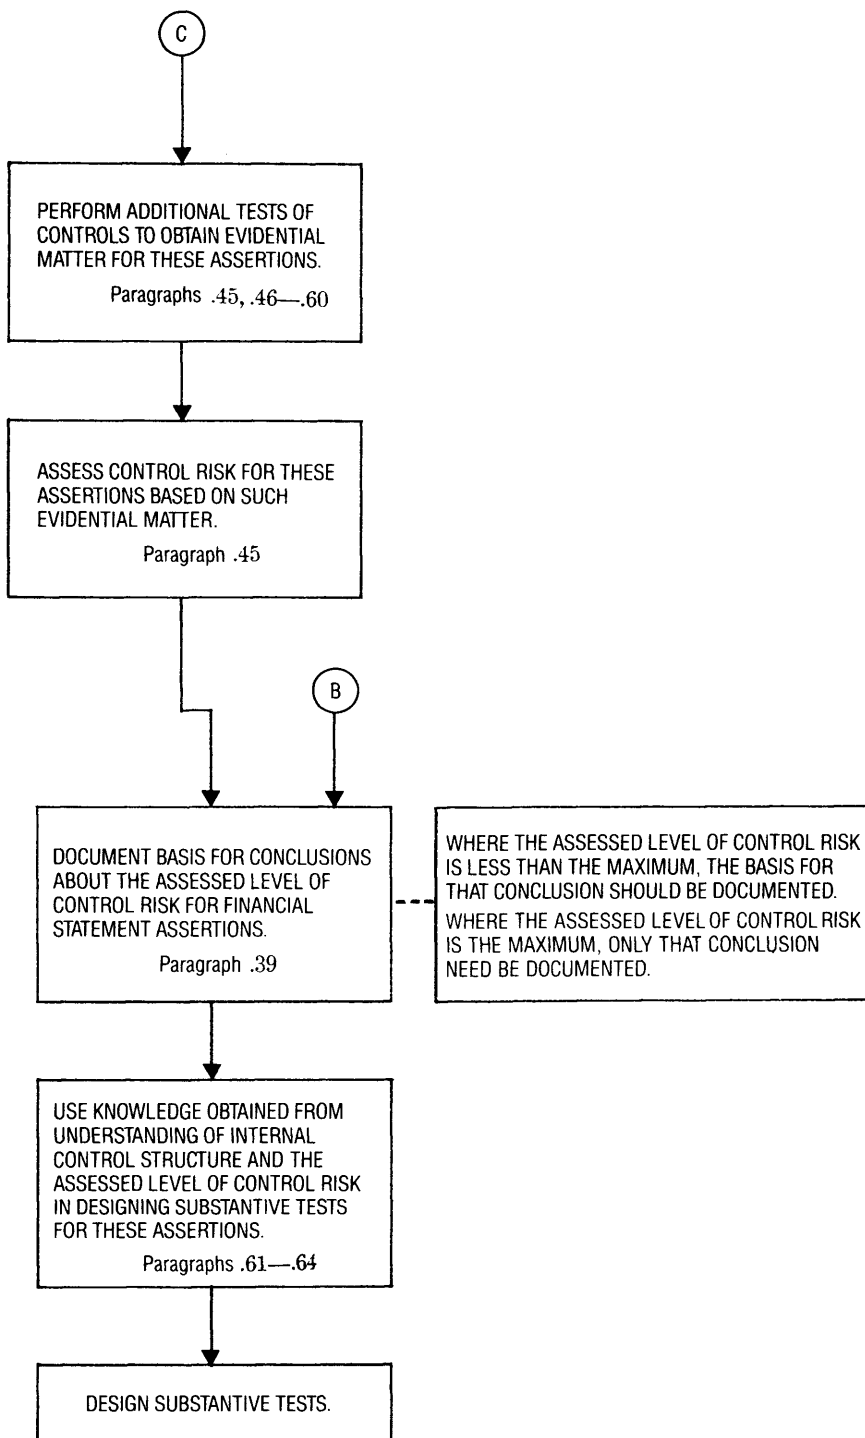 C
PERFORM ADDITIONAL TESTS OF
CONTROLS TO OBTAIN EVIDENTIAL
MATTER FOR THESE ASSERTIONS.
Paragraphs .45, .46—.60
ASSESS CONTROL RISK FOR THESE
ASSERTIONS BASED ON SUCH
EVIDENTIAL MATTER.
Paragraph .45
B
DOCUMENT BASIS FOR CONCLUSIONS
ABOUT THE ASSESSED LEVEL OF
CONTROL RISK FOR FINANCIAL
STATEMENT ASSERTIONS.
Paragraph .39
WHERE THE ASSESSED LEVEL OF CONTROL RISK
IS LESS THAN THE MAXIMUM, THE BASIS FOR
THAT CONCLUSION SHOULD BE DOCUMENTED.
WHERE THE ASSESSED LEVEL OF CONTROL RISK
IS THE MAXIMUM, ONLY THAT CONCLUSION
NEED BE DOCUMENTED.
USE KNOWLEDGE OBTAINED FROM
UNDERSTANDING OF INTERNAL
CONTROL STRUCTURE AND THE
ASSESSED LEVEL OF CONTROL RISK
IN DESIGNING SUBSTANTIVE TESTS
FOR THESE ASSERTIONS.
Paragraphs .61—.64
DESIGN SUBSTANTIVE TESTS.